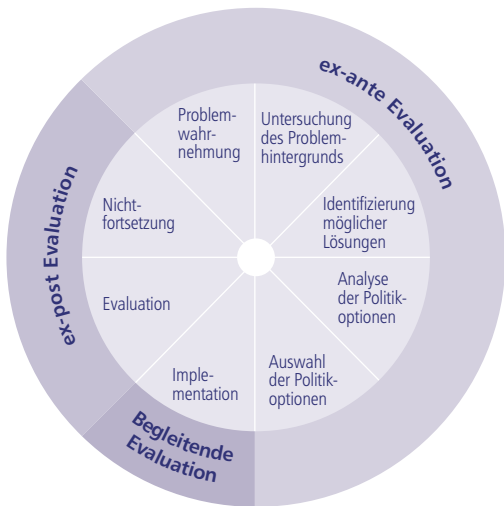 ex-ante Evaluation
Problem-
wahr-
nehmung
Untersuchung
des Problem-
hintergrunds
Identifizierung
möglicher
Lösungen
Analyse
der Politik-
optionen
Auswahl
der Politik-
optionen
Imple-
mentation
Evaluation
Nicht-
fortsetzung
Begleitende
Evaluation
ex-post Evaluation